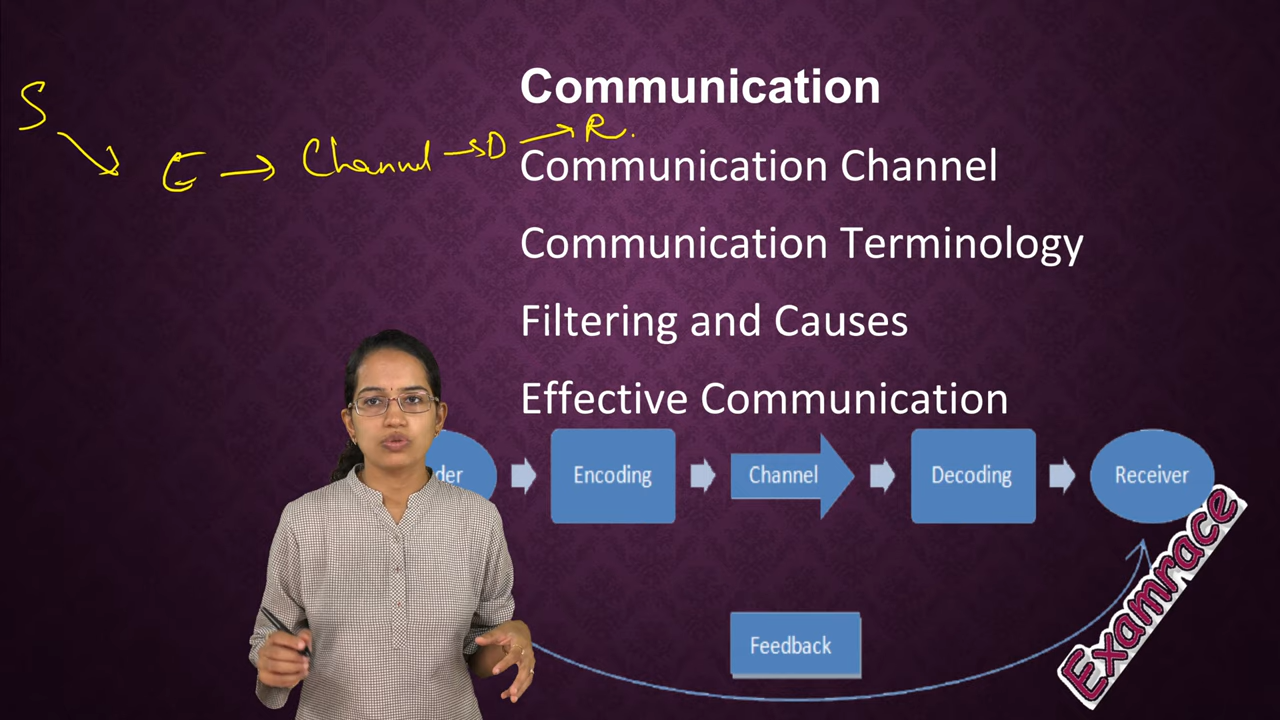 Communication
S
E → Channel → D → R.
Communication Channel
Communication Terminology
Filtering and Causes
Effective Communication
der Encoding Channel Decoding Receiver
Feedback
Examrace